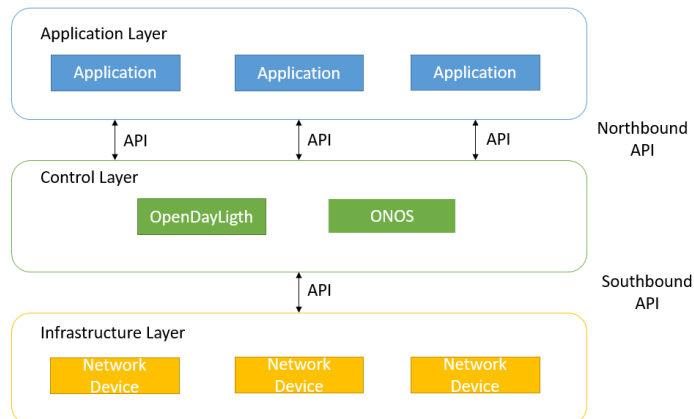 Application Layer
Application
Application
Application
API
API
API
Northbound
API
Control Layer
OpenDayLigth
ONOS
API
Southbound
API
Infrastructure Layer
Network
Device
Network
Device
Network
Device